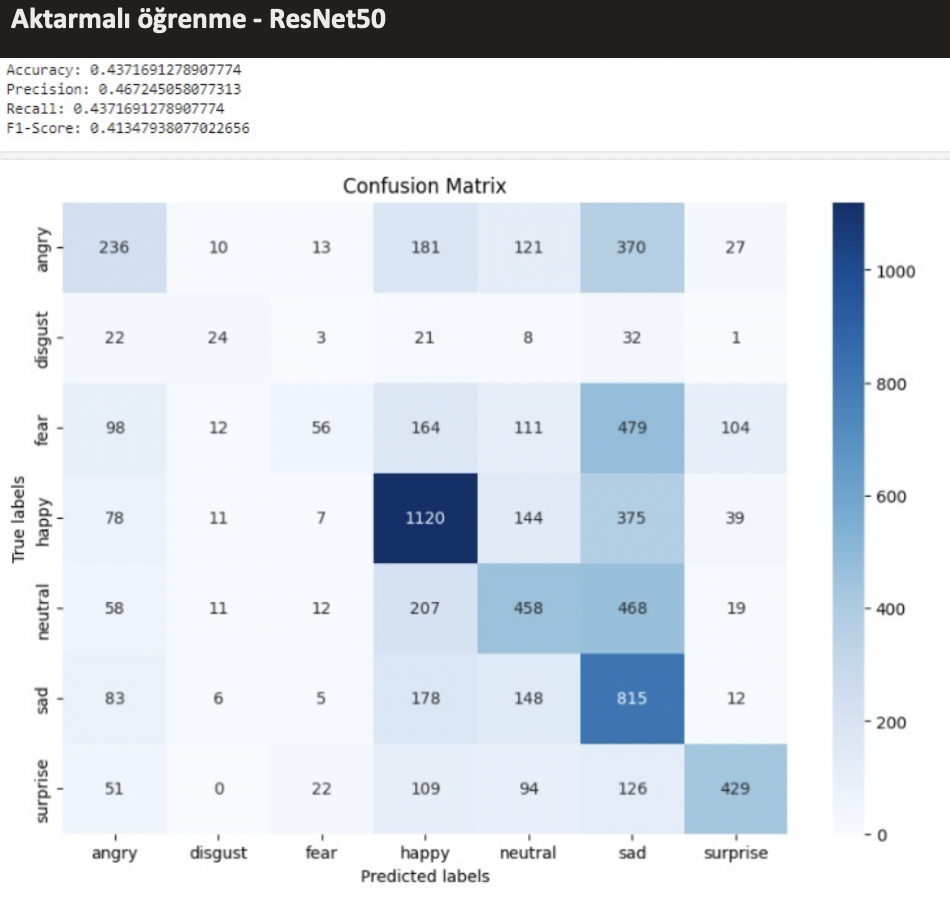 Aktarmalı öğrenme - ResNet50
Accuracy: 0.4371691278907774
Precision: 0.467245058077313
Recall: 0.4371691278907774
F1-Score: 0.41347938077022656
Confusion Matrix
True labels
angry 236 10 13 181 121 370 27
disgust 22 24 3 21 8 32 1
fear 98 12 56 164 111 479 104
happy 78 11 7 1120 144 375 39
neutral 58 11 12 207 458 468 19
sad 83 6 5 178 148 815 12
surprise 51 0 22 109 94 126 429
angry disgust fear happy neutral sad surprise
Predicted labels
1000
800
600
400
200
0